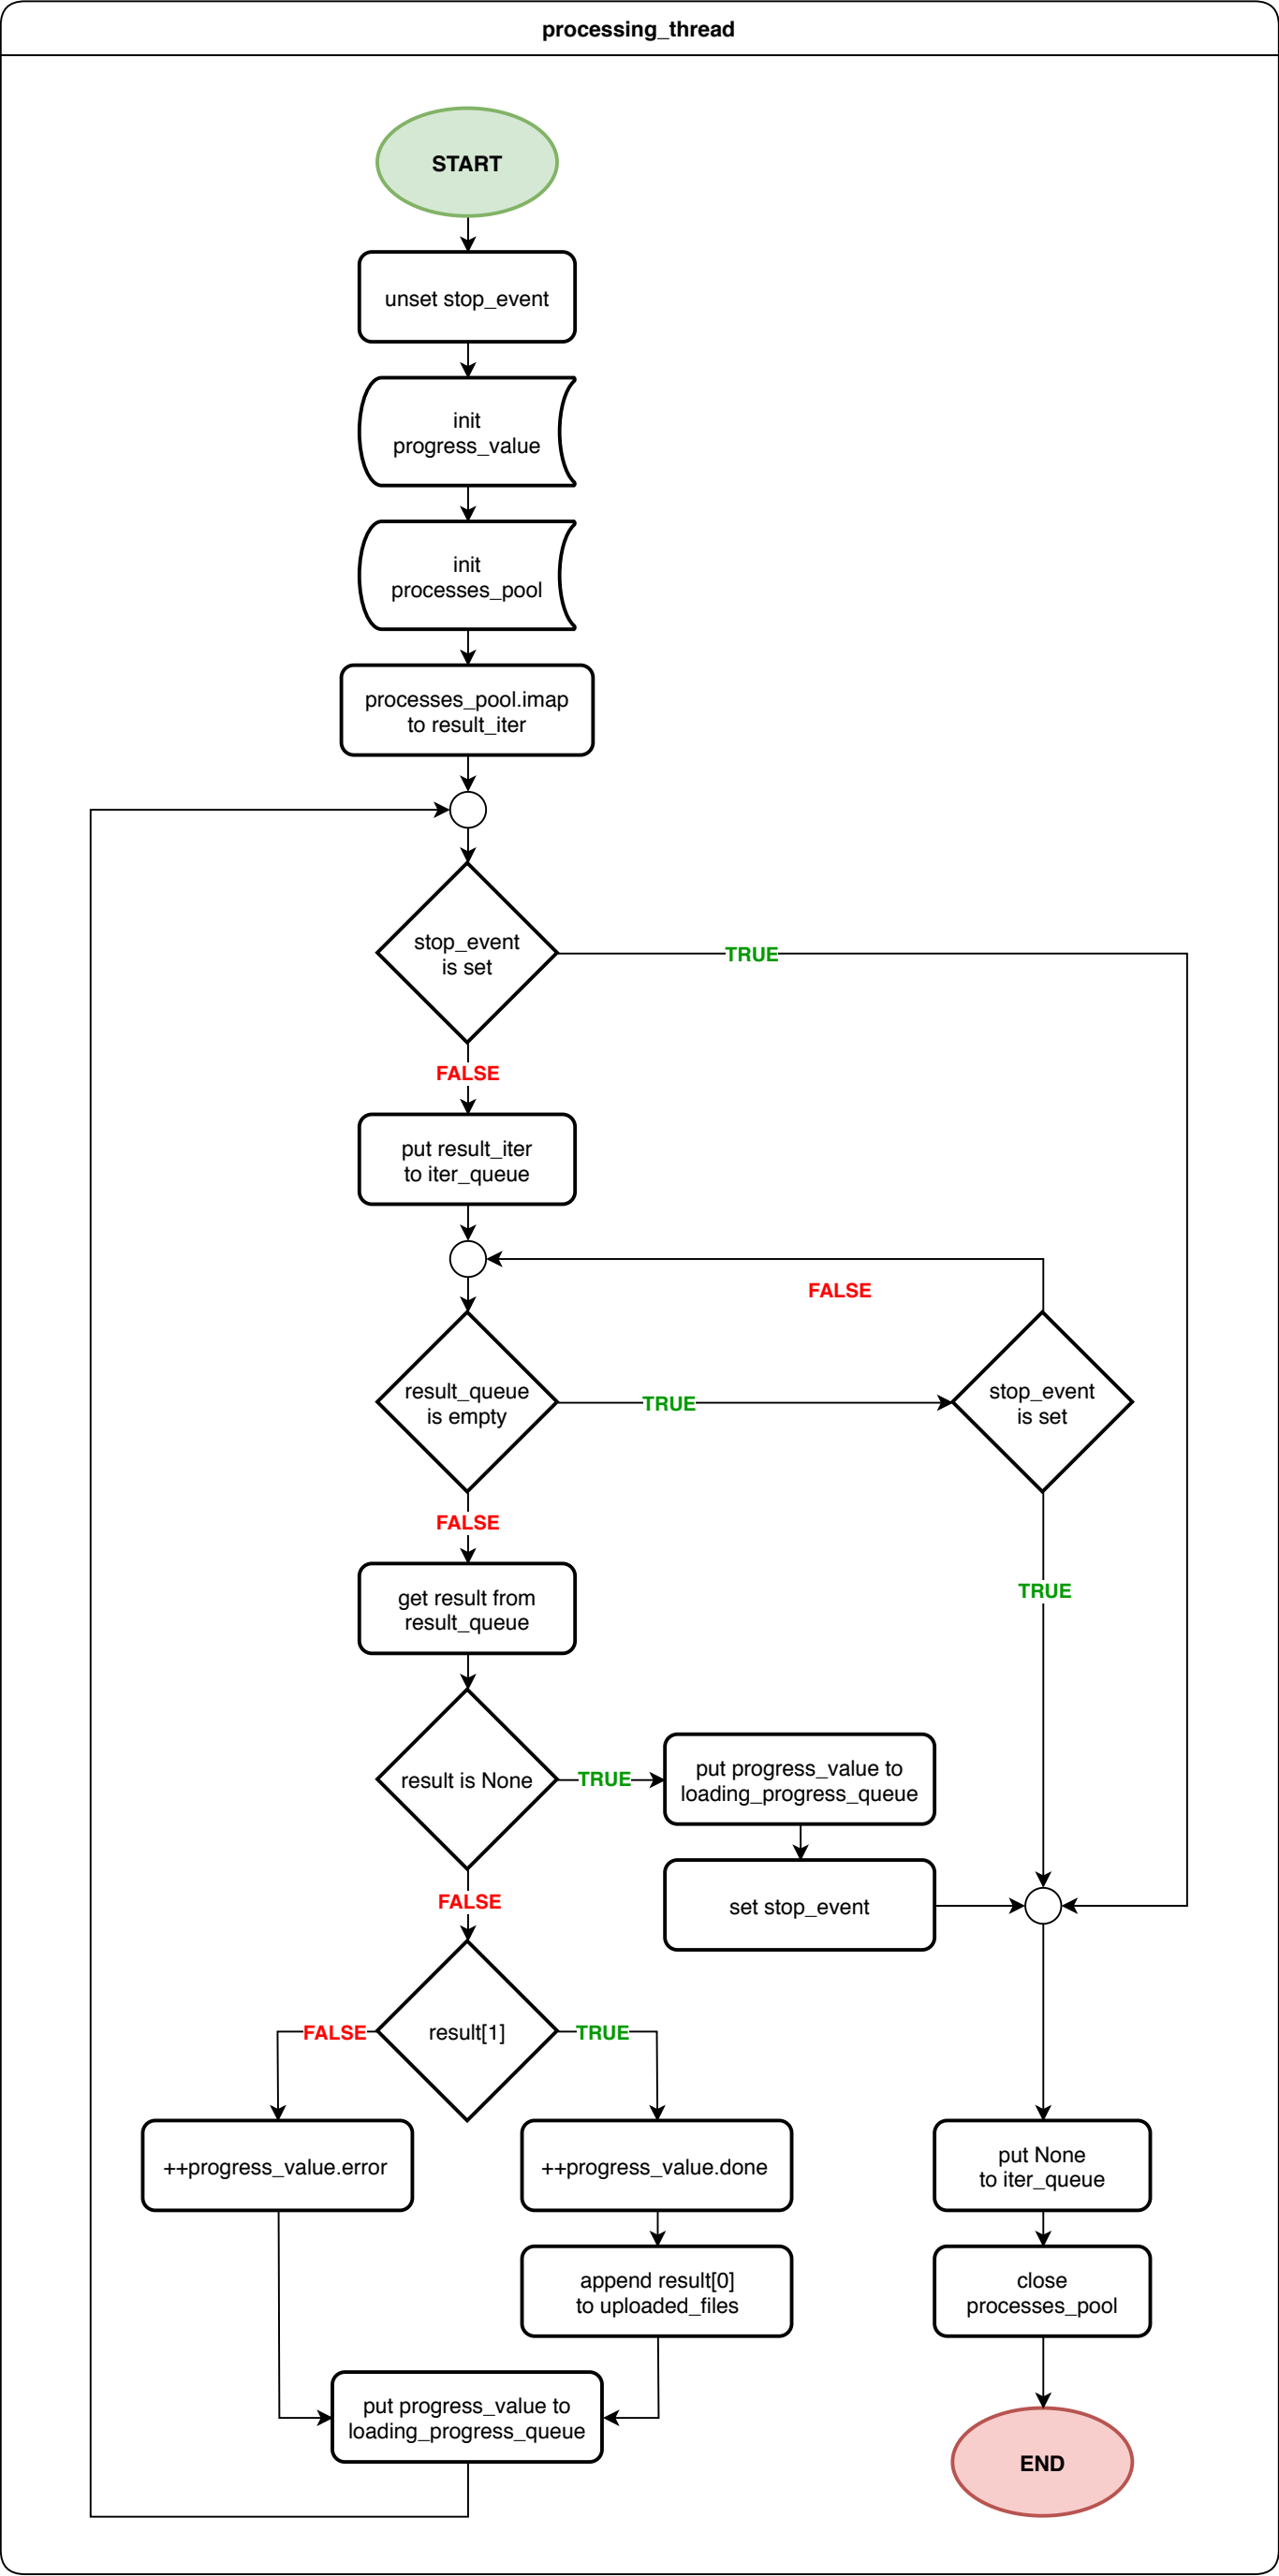 processing_thread
START
unset stop_event
init
progress_value
init
processes_pool
processes_pool.imap
to result_iter
stop_event
is set
TRUE
FALSE
put result_iter
to iter_queue
FALSE
result_queue
is empty
TRUE
stop_event
is set
FALSE
TRUE
get result from
result_queue
result is None
TRUE
put progress_value to
loading_progress_queue
set stop_event
FALSE
result[1]
FALSE
TRUE
++progress_value.error
++progress_value.done
put None
to iter_queue
append result[0]
to uploaded_files
close
processes_pool
put progress_value to
loading_progress_queue
END